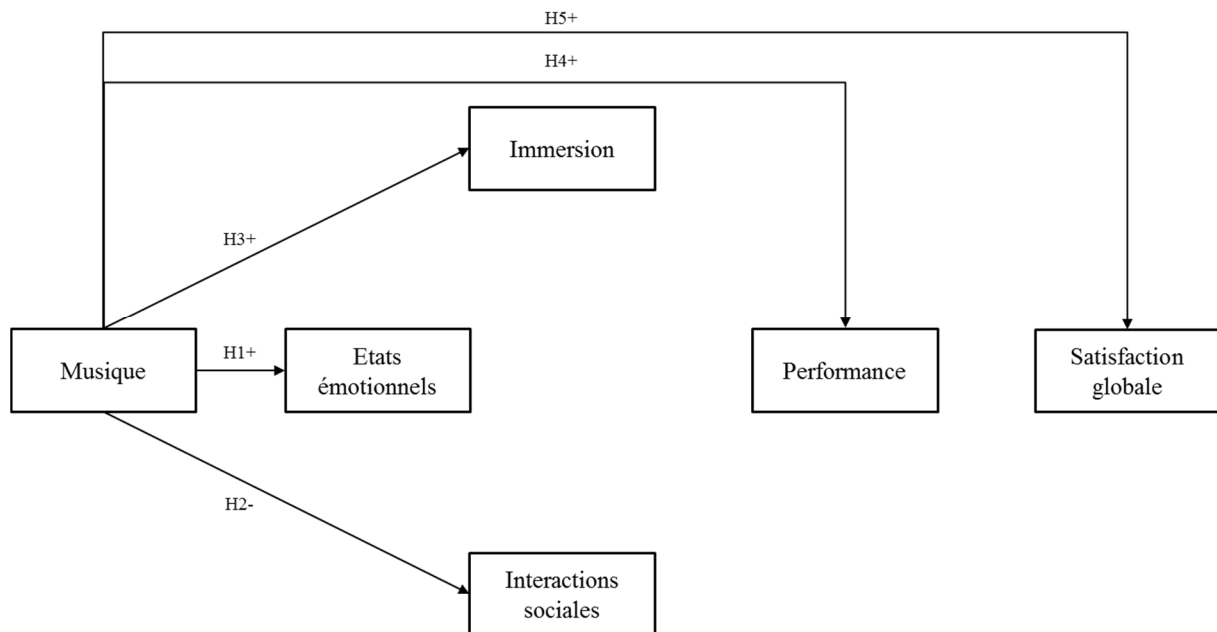 H5+
H4+
Immersion
H3+
Musique
H1+
Etats
émotionnels
Performance
Satisfaction
globale
H2-
Interactions
sociales